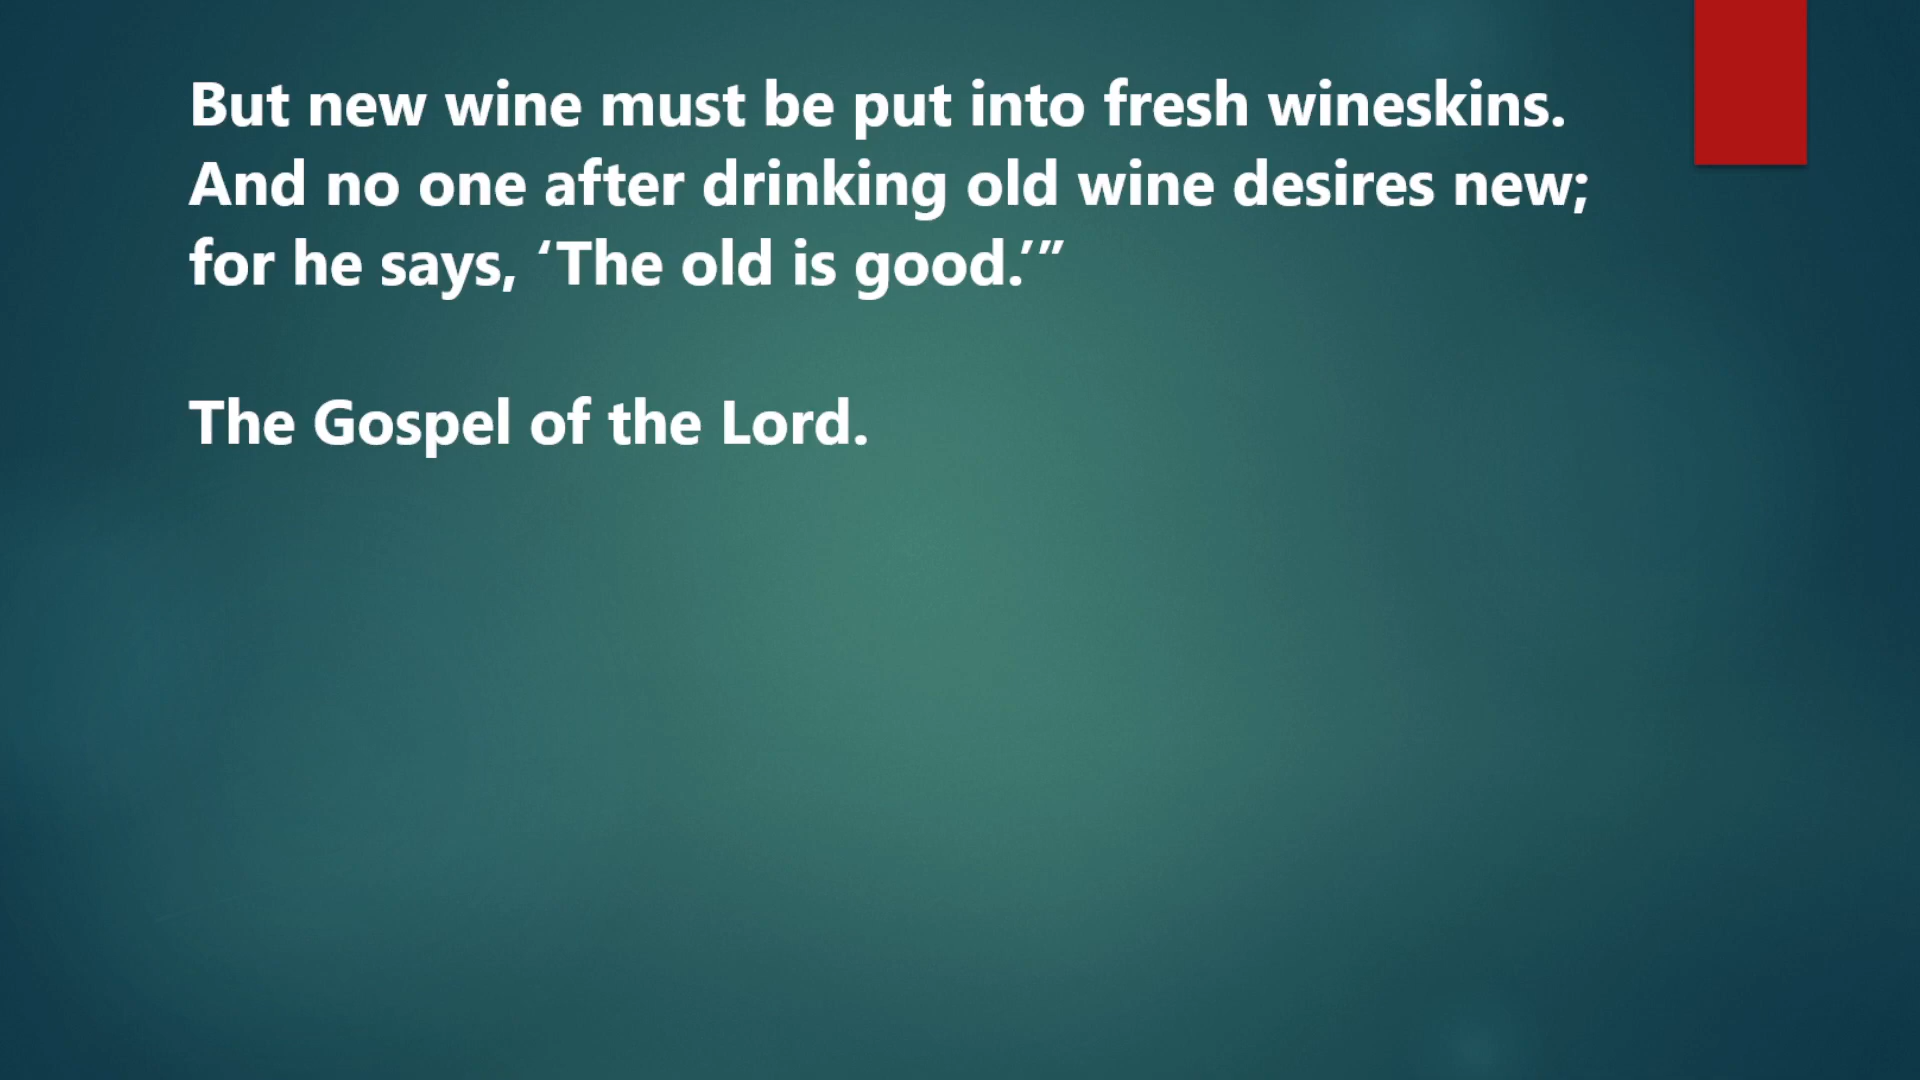 But new wine must be put into fresh wineskins.
And no one after drinking old wine desires new;
for he says, ‘The old is good.’”
The Gospel of the Lord.